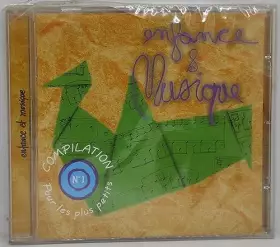 enfance
&
Musique
COMPILATION
N°1
Pour les plus petits
enfance et musique